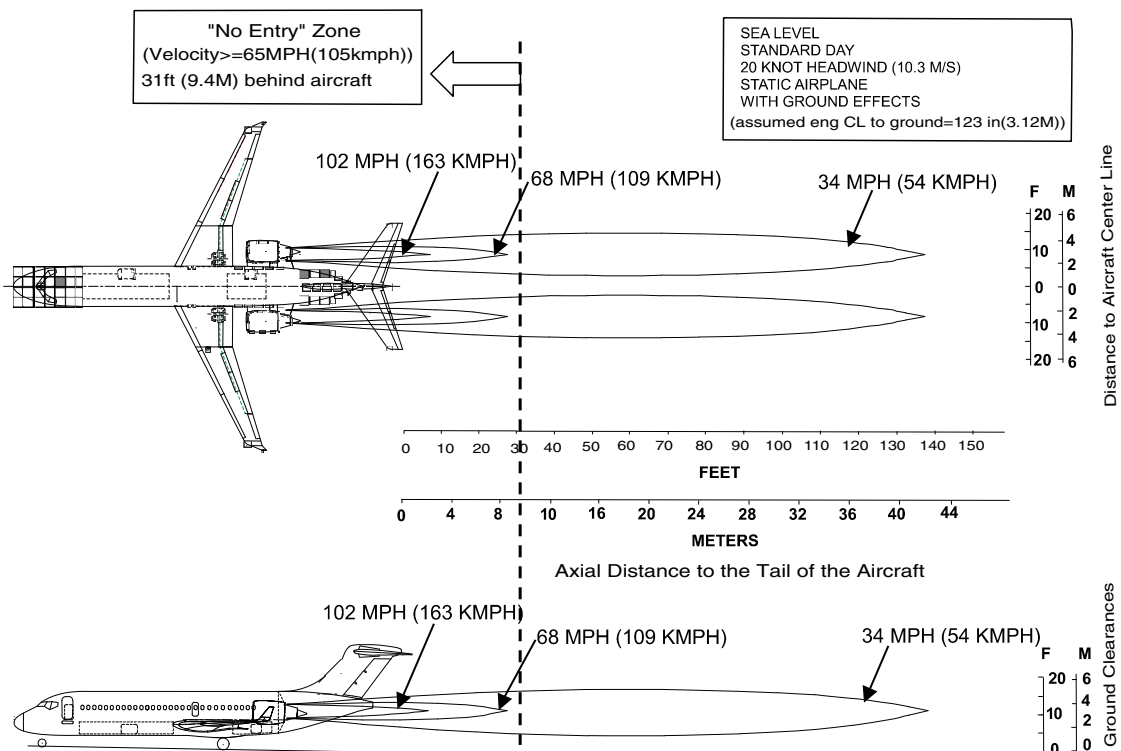 "No Entry" Zone
(Velocity>=65MPH(105kmph))
31ft (9.4M) behind aircraft
SEA LEVEL
STANDARD DAY
20 KNOT HEADWIND (10.3 M/S)
STATIC AIRPLANE
WITH GROUND EFFECTS
(assumed eng CL to ground=123 in(3.12M))
102 MPH (163 KMPH)
68 MPH (109 KMPH)
34 MPH (54 KMPH)
F M
20 6
10 4
2
0 0
2
10 4
20 6
Distance to Aircraft Center Line
0 10 20 30 40 50 60 70 80 90 100 110 120 130 140 150
FEET
0 4 8 10 16 20 24 28 32 36 40 44
METERS
Axial Distance to the Tail of the Aircraft
102 MPH (163 KMPH)
68 MPH (109 KMPH)
34 MPH (54 KMPH)
F M
20 6
4
10 2
0 0
Ground Clearances